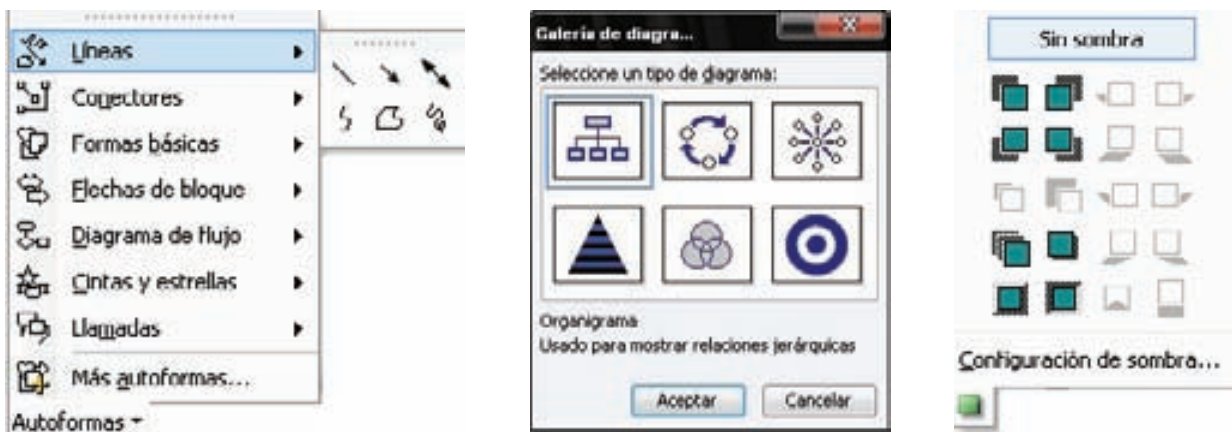 Líneas
Conectores
Formas básicas
Flechas de bloque
Diagrama de flujo
Cintas y estrellas
Llamadas
Más autoformas...
Autoformas
Galería de diagra...
Seleccione un tipo de diagrama:
Organigrama
Usado para mostrar relaciones jerárquicas
Aceptar
Cancelar
Sin sombra
Configuración de sombra...